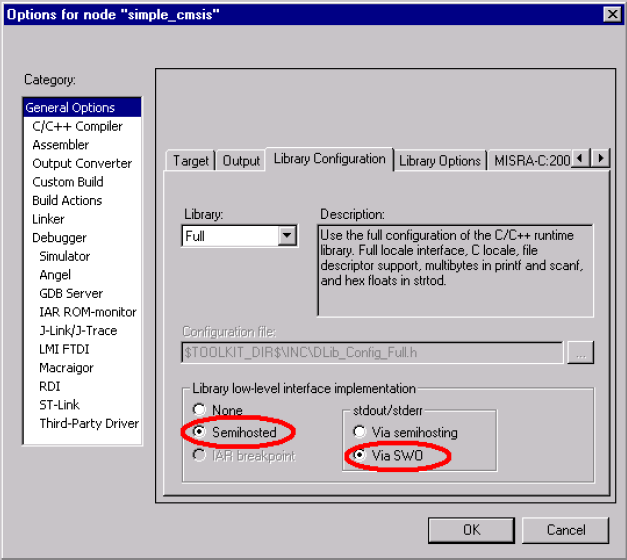 Options for node "simple_cmsis"
Category:
General Options
C/C++ Compiler
Assembler
Output Converter
Custom Build
Build Actions
Linker
Debugger
Simulator
Angel
GDB Server
IAR ROM-monitor
J-Link/J-Trace
LMI FTDI
Macraigor
RDI
ST-Link
Third-Party Driver
Target
Output
Library Configuration
Library Options
MISRA-C:200
Library:
Full
Description:
Use the full configuration of the C/C++ runtime
library. Full locale interface, C locale, file
descriptor support, multibytes in printf and scanf,
and hex floats in strtod.
Configuration file:
$TOOLKIT_DIR$\INC\DLib_Config_Full.h
...
Library low-level interface implementation
None
Semihosted
IAR breakpoint
stdout/stderr
Via semihosting
Via SWO
OK
Cancel